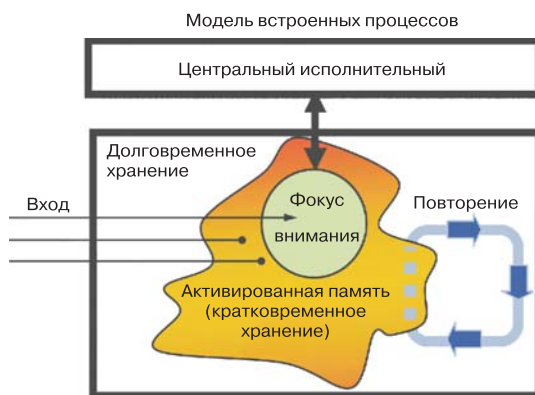 Модель встроенных процессов
Центральный исполнительный
Долговременное
хранение
Вход
Фокус
внимания
Повторение
Активированная память
(кратковременное
хранение)